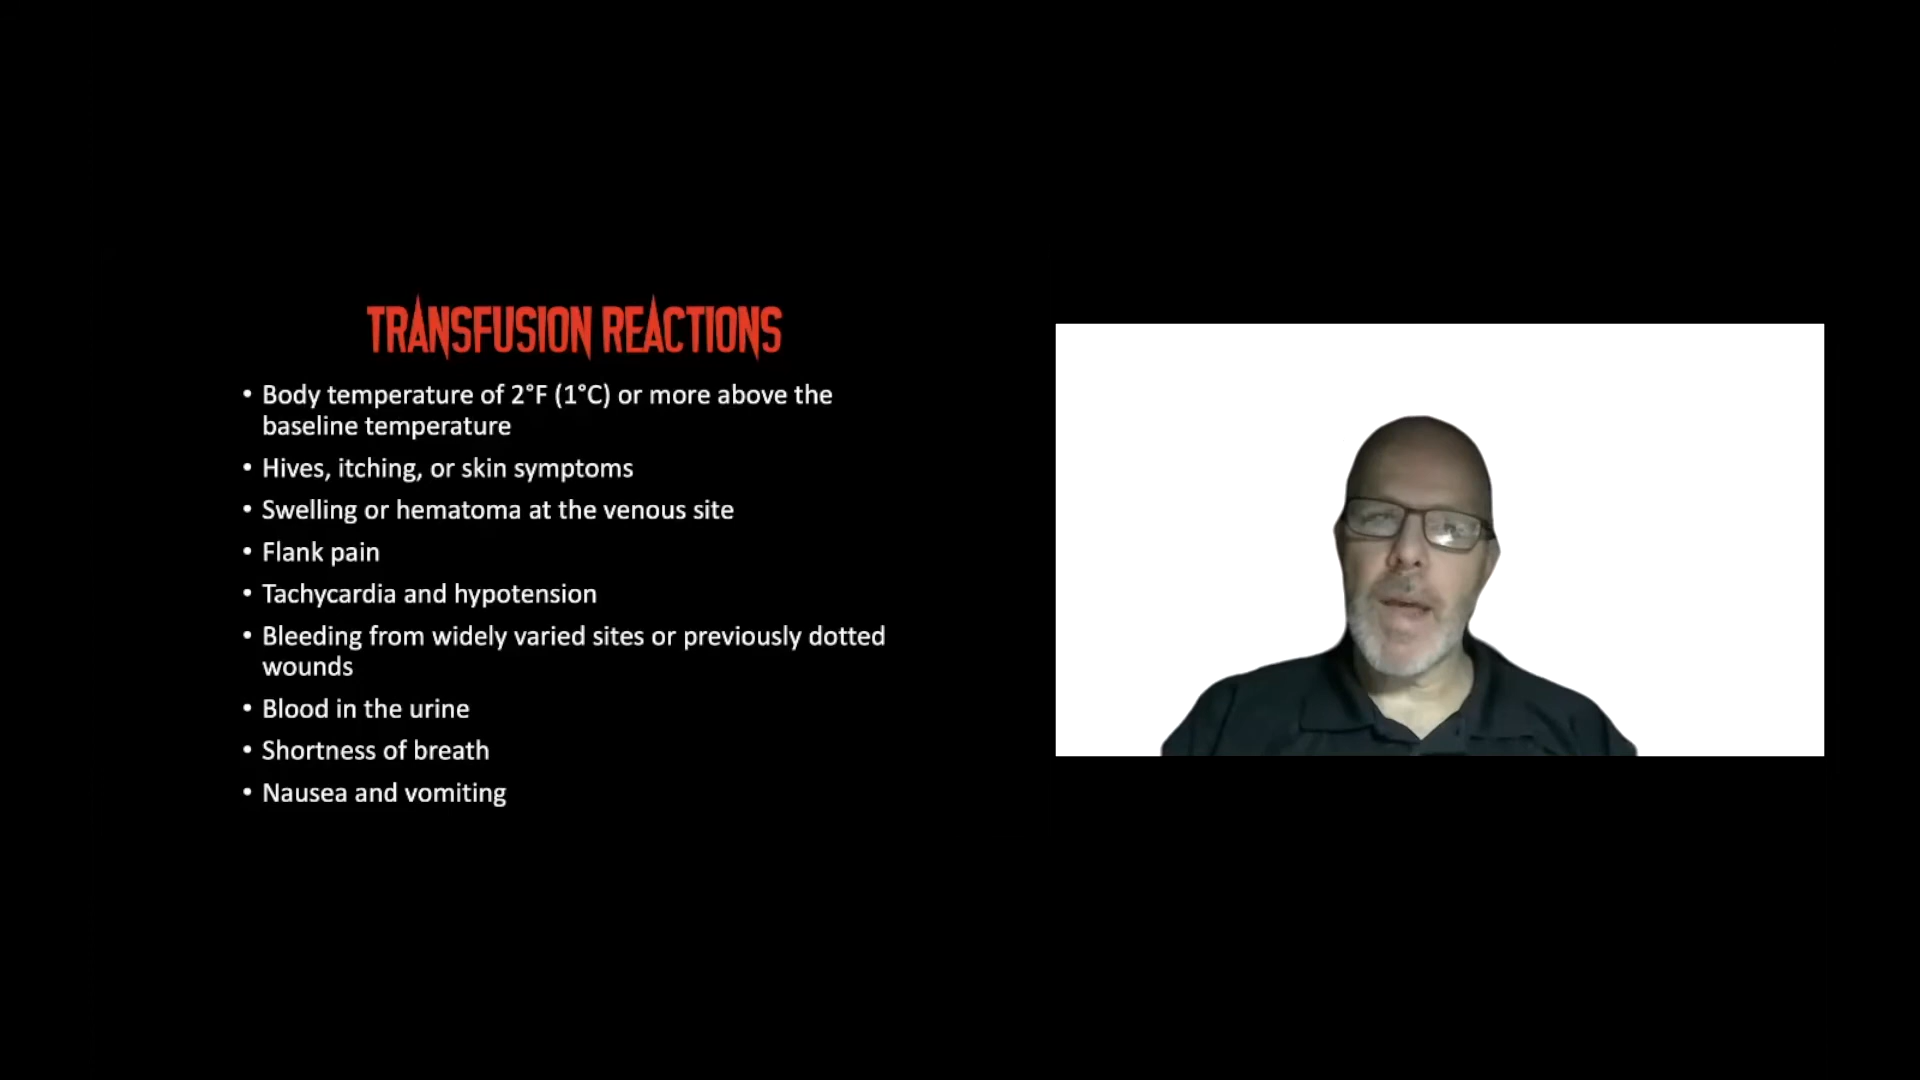 TRANSFUSION REACTIONS
• Body temperature of 2°F (1°C) or more above the
baseline temperature
• Hives, itching, or skin symptoms
• Swelling or hematoma at the venous site
• Flank pain
• Tachycardia and hypotension
• Bleeding from widely varied sites or previously dotted
wounds
• Blood in the urine
• Shortness of breath
• Nausea and vomiting